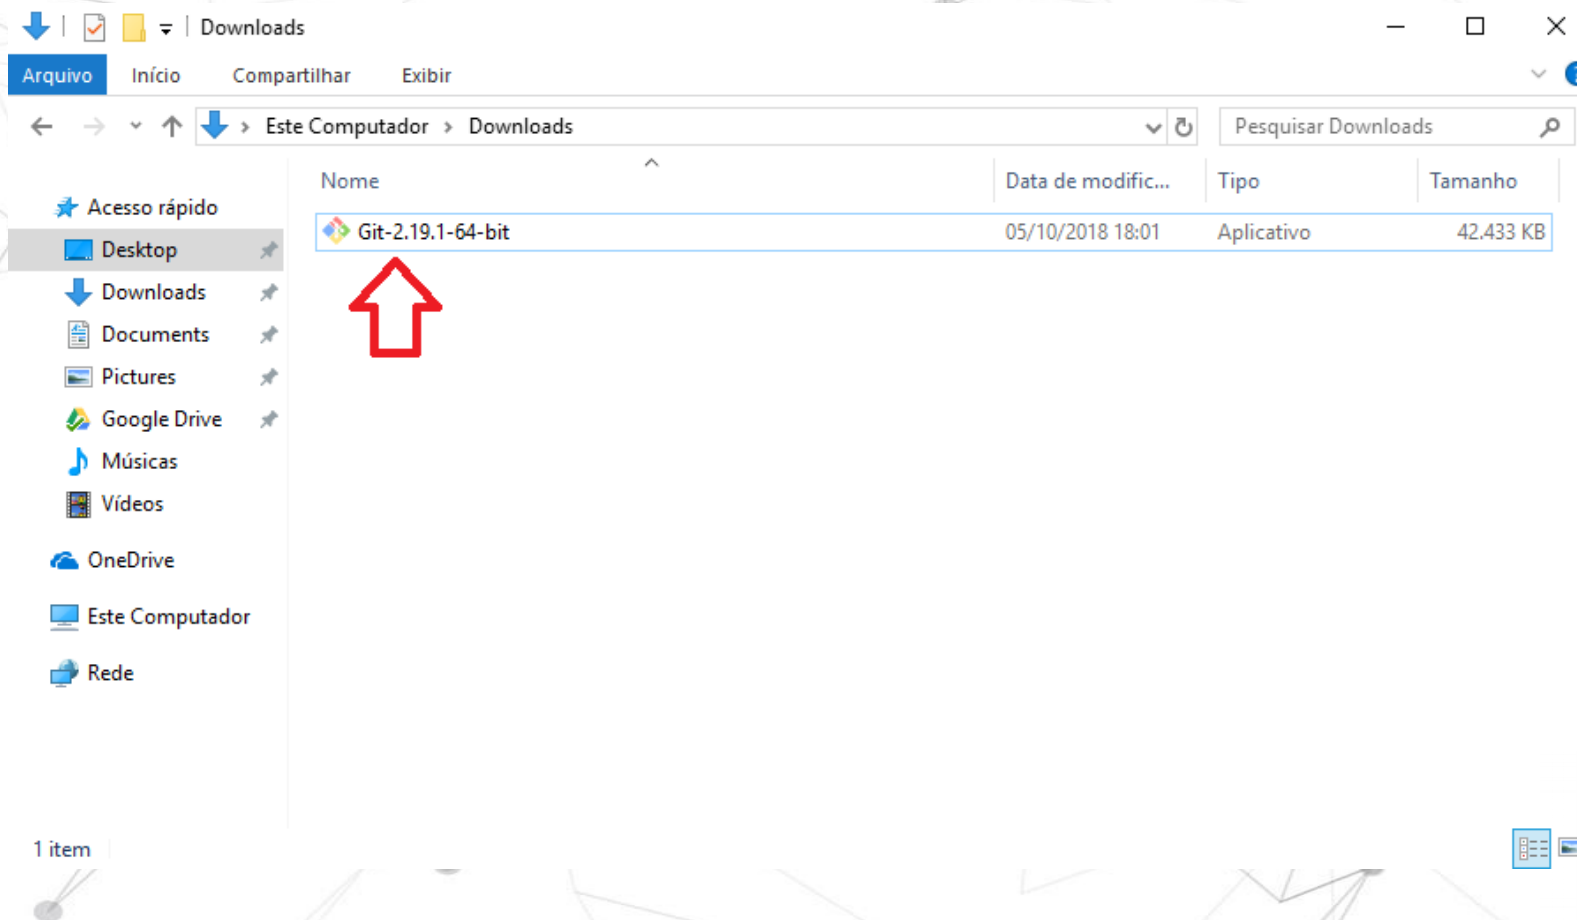 Downloads
Arquivo Início Compartilhar Exibir
Este Computador Downloads Pesquisar Downloads
Nome Data de modific... Tipo Tamanho
Git-2.19.1-64-bit 05/10/2018 18:01 Aplicativo 42.433 KB
Acesso rápido
Desktop
Downloads
Documents
Pictures
Google Drive
Músicas
Vídeos
OneDrive
Este Computador
Rede
1 item